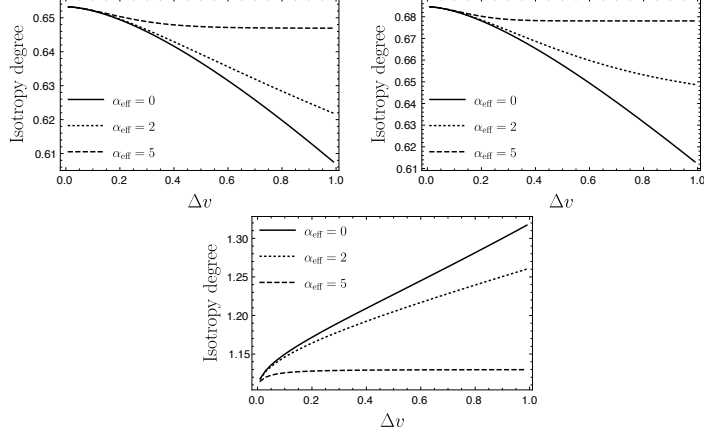 Isotropy degree
0.65
0.64
0.63
0.62
0.61
α_eff = 0
α_eff = 2
α_eff = 5
0.0 0.2 0.4 0.6 0.8 1.0
Δv
Isotropy degree
0.68
0.67
0.66
0.65
0.64
0.63
0.62
0.61
α_eff = 0
α_eff = 2
α_eff = 5
0.0 0.2 0.4 0.6 0.8 1.0
Δv
Isotropy degree
1.30
1.25
1.20
1.15
α_eff = 0
α_eff = 2
α_eff = 5
0.0 0.2 0.4 0.6 0.8 1.0
Δv